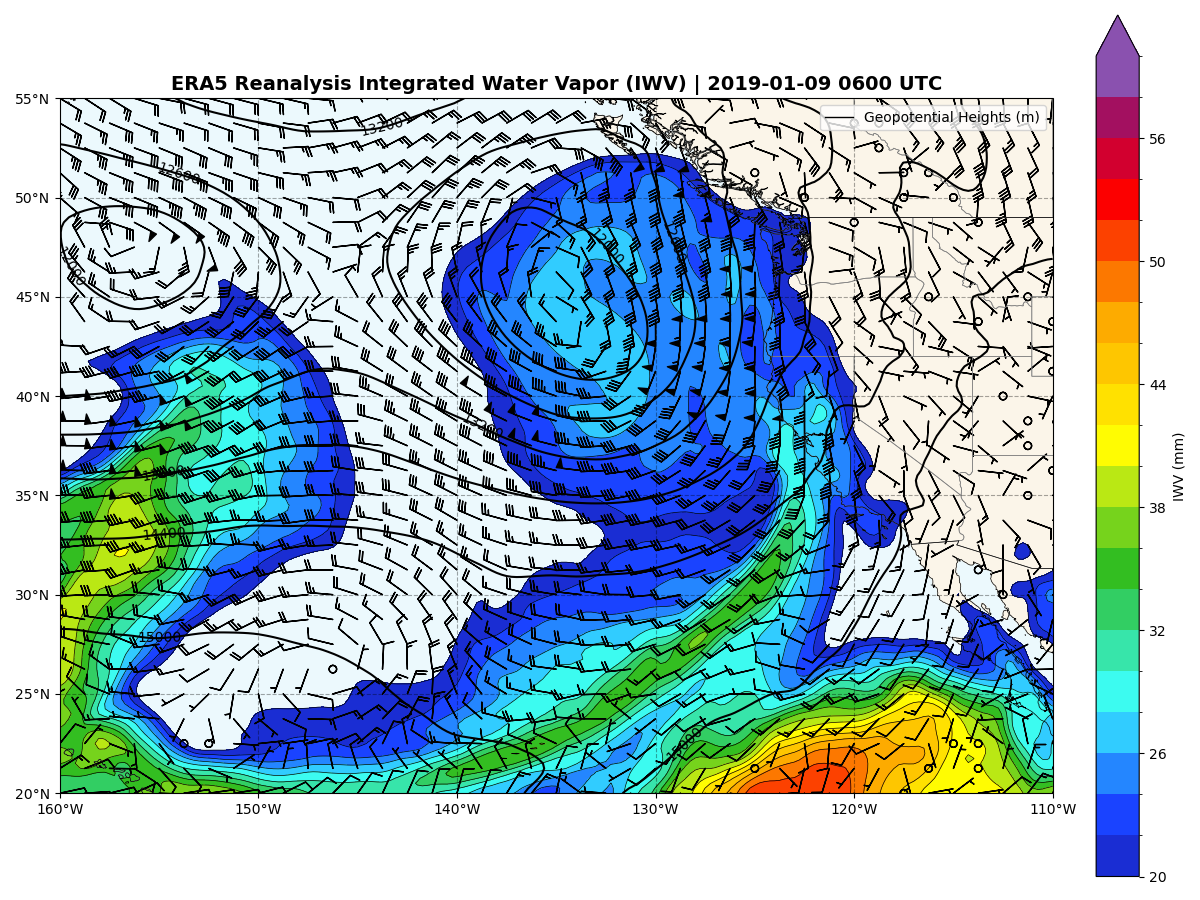 ERA5 Reanalysis Integrated Water Vapor (IWV) | 2019-01-09 0600 UTC
Geopotential Heights (m)
55°N
50°N
45°N
40°N
35°N
30°N
25°N
20°N
160°W
150°W
140°W
130°W
120°W
110°W
13200
12600
13200
15000
15000
56
50
44
38
32
26
20
IWV (mm)